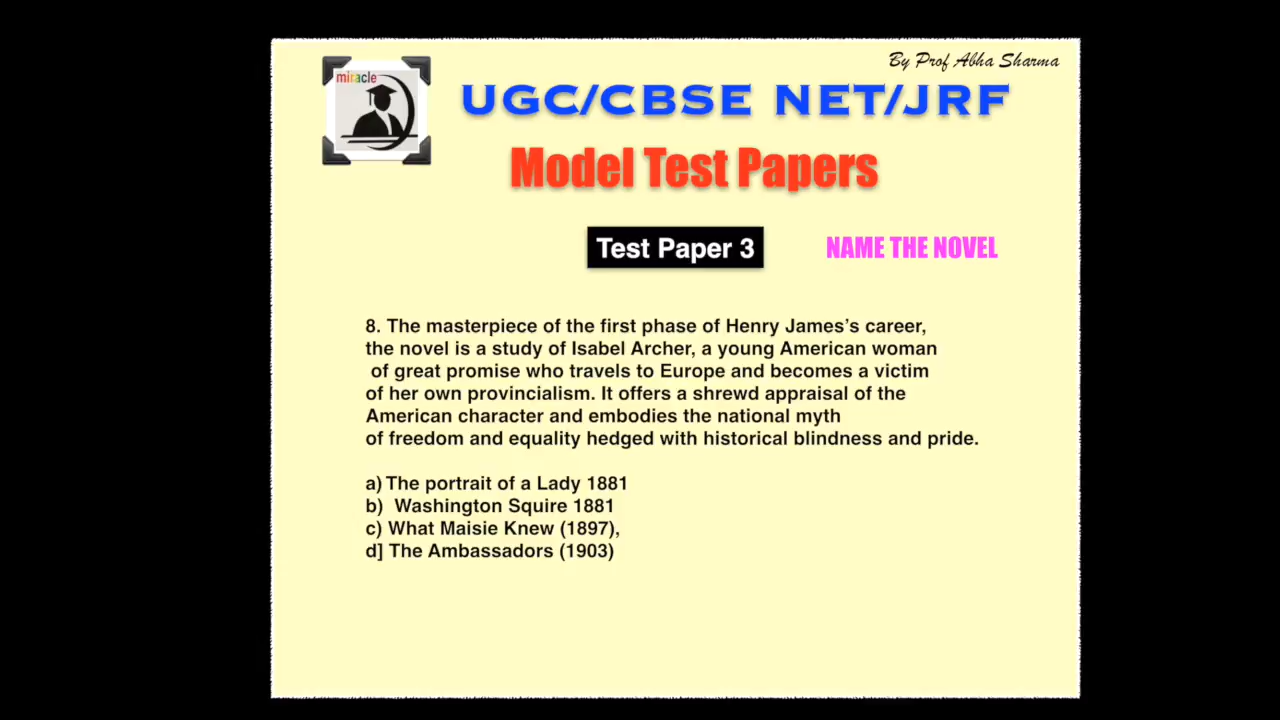 By Prof Abha Sharma
miracle
UGC/CBSE NET/JRF
Model Test Papers
Test Paper 3
NAME THE NOVEL
8. The masterpiece of the first phase of Henry James’s career,
the novel is a study of Isabel Archer, a young American woman
of great promise who travels to Europe and becomes a victim
of her own provincialism. It offers a shrewd appraisal of the
American character and embodies the national myth
of freedom and equality hedged with historical blindness and pride.
a) The portrait of a Lady 1881
b) Washington Squire 1881
c) What Maisie Knew (1897),
d] The Ambassadors (1903)